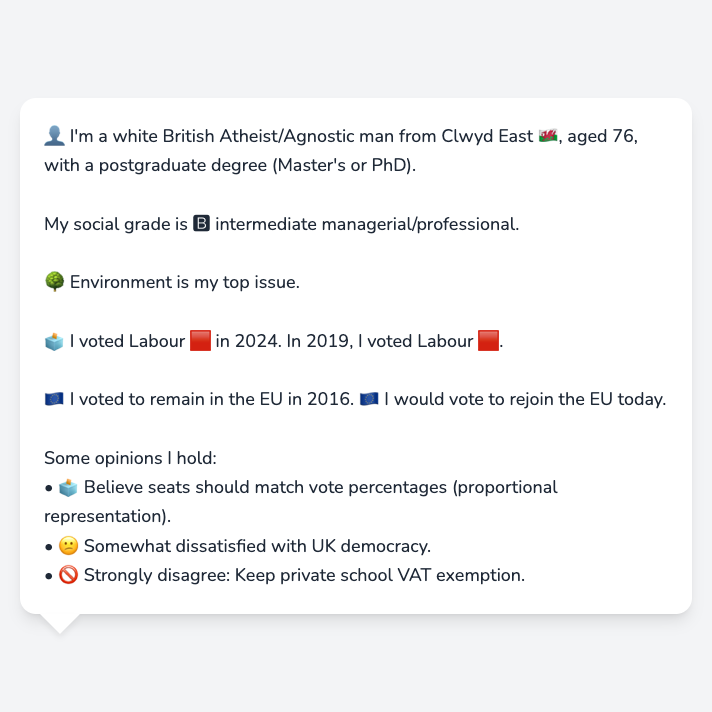 👤 I'm a white British Atheist/Agnostic man from Clwyd East 🏴󠁧󠁢󠁷󠁬󠁳󠁿, aged 76,
with a postgraduate degree (Master's or PhD).
My social grade is 🅱 intermediate managerial/professional.
🌳 Environment is my top issue.
🗳️ I voted Labour 🟥 in 2024. In 2019, I voted Labour 🟥.
🇪🇺 I voted to remain in the EU in 2016. 🇪🇺 I would vote to rejoin the EU today.
Some opinions I hold:
• 🗳️ Believe seats should match vote percentages (proportional
representation).
• 😕 Somewhat dissatisfied with UK democracy.
• 🚫 Strongly disagree: Keep private school VAT exemption.